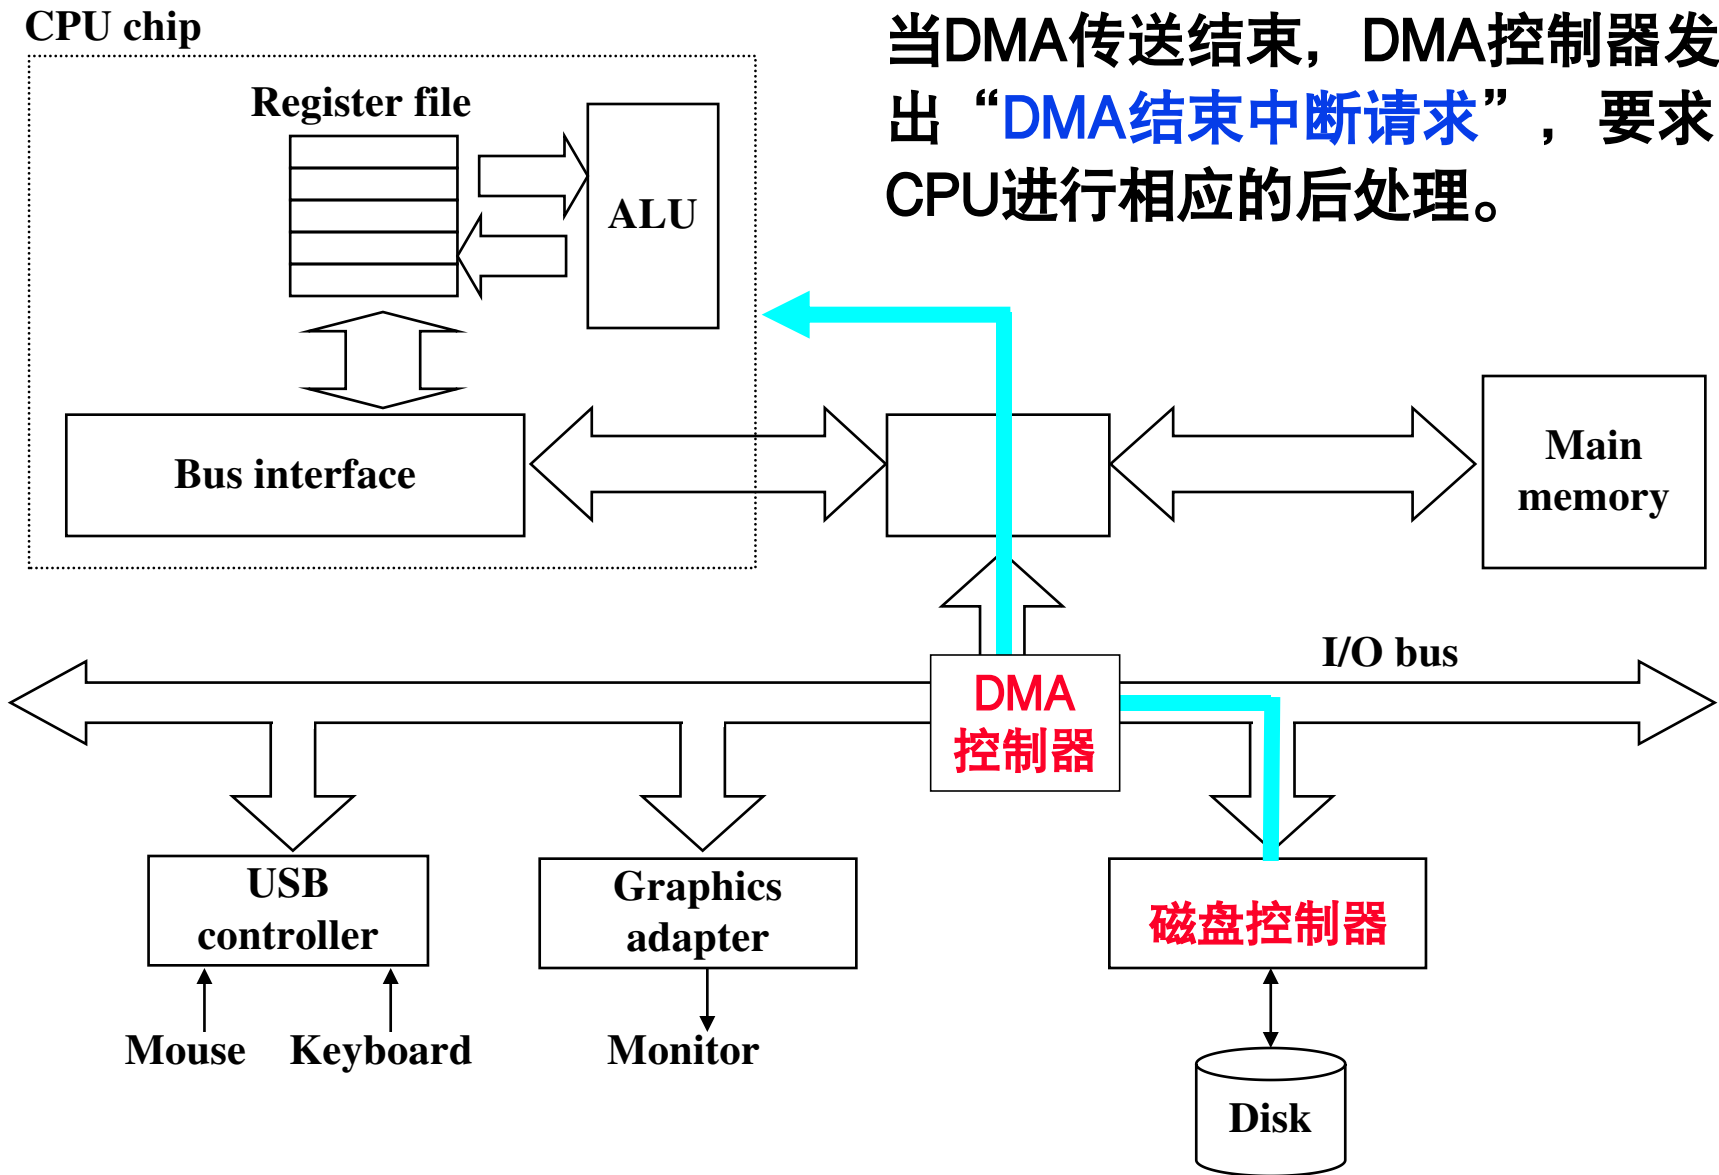 CPU chip
当DMA传送结束，DMA控制器发
出“DMA结束中断请求”，要求
CPU进行相应的后处理。
Register file
ALU
Bus interface
Main
memory
I/O bus
DMA
控制器
USB
controller
Graphics
adapter
磁盘控制器
Mouse
Keyboard
Monitor
Disk